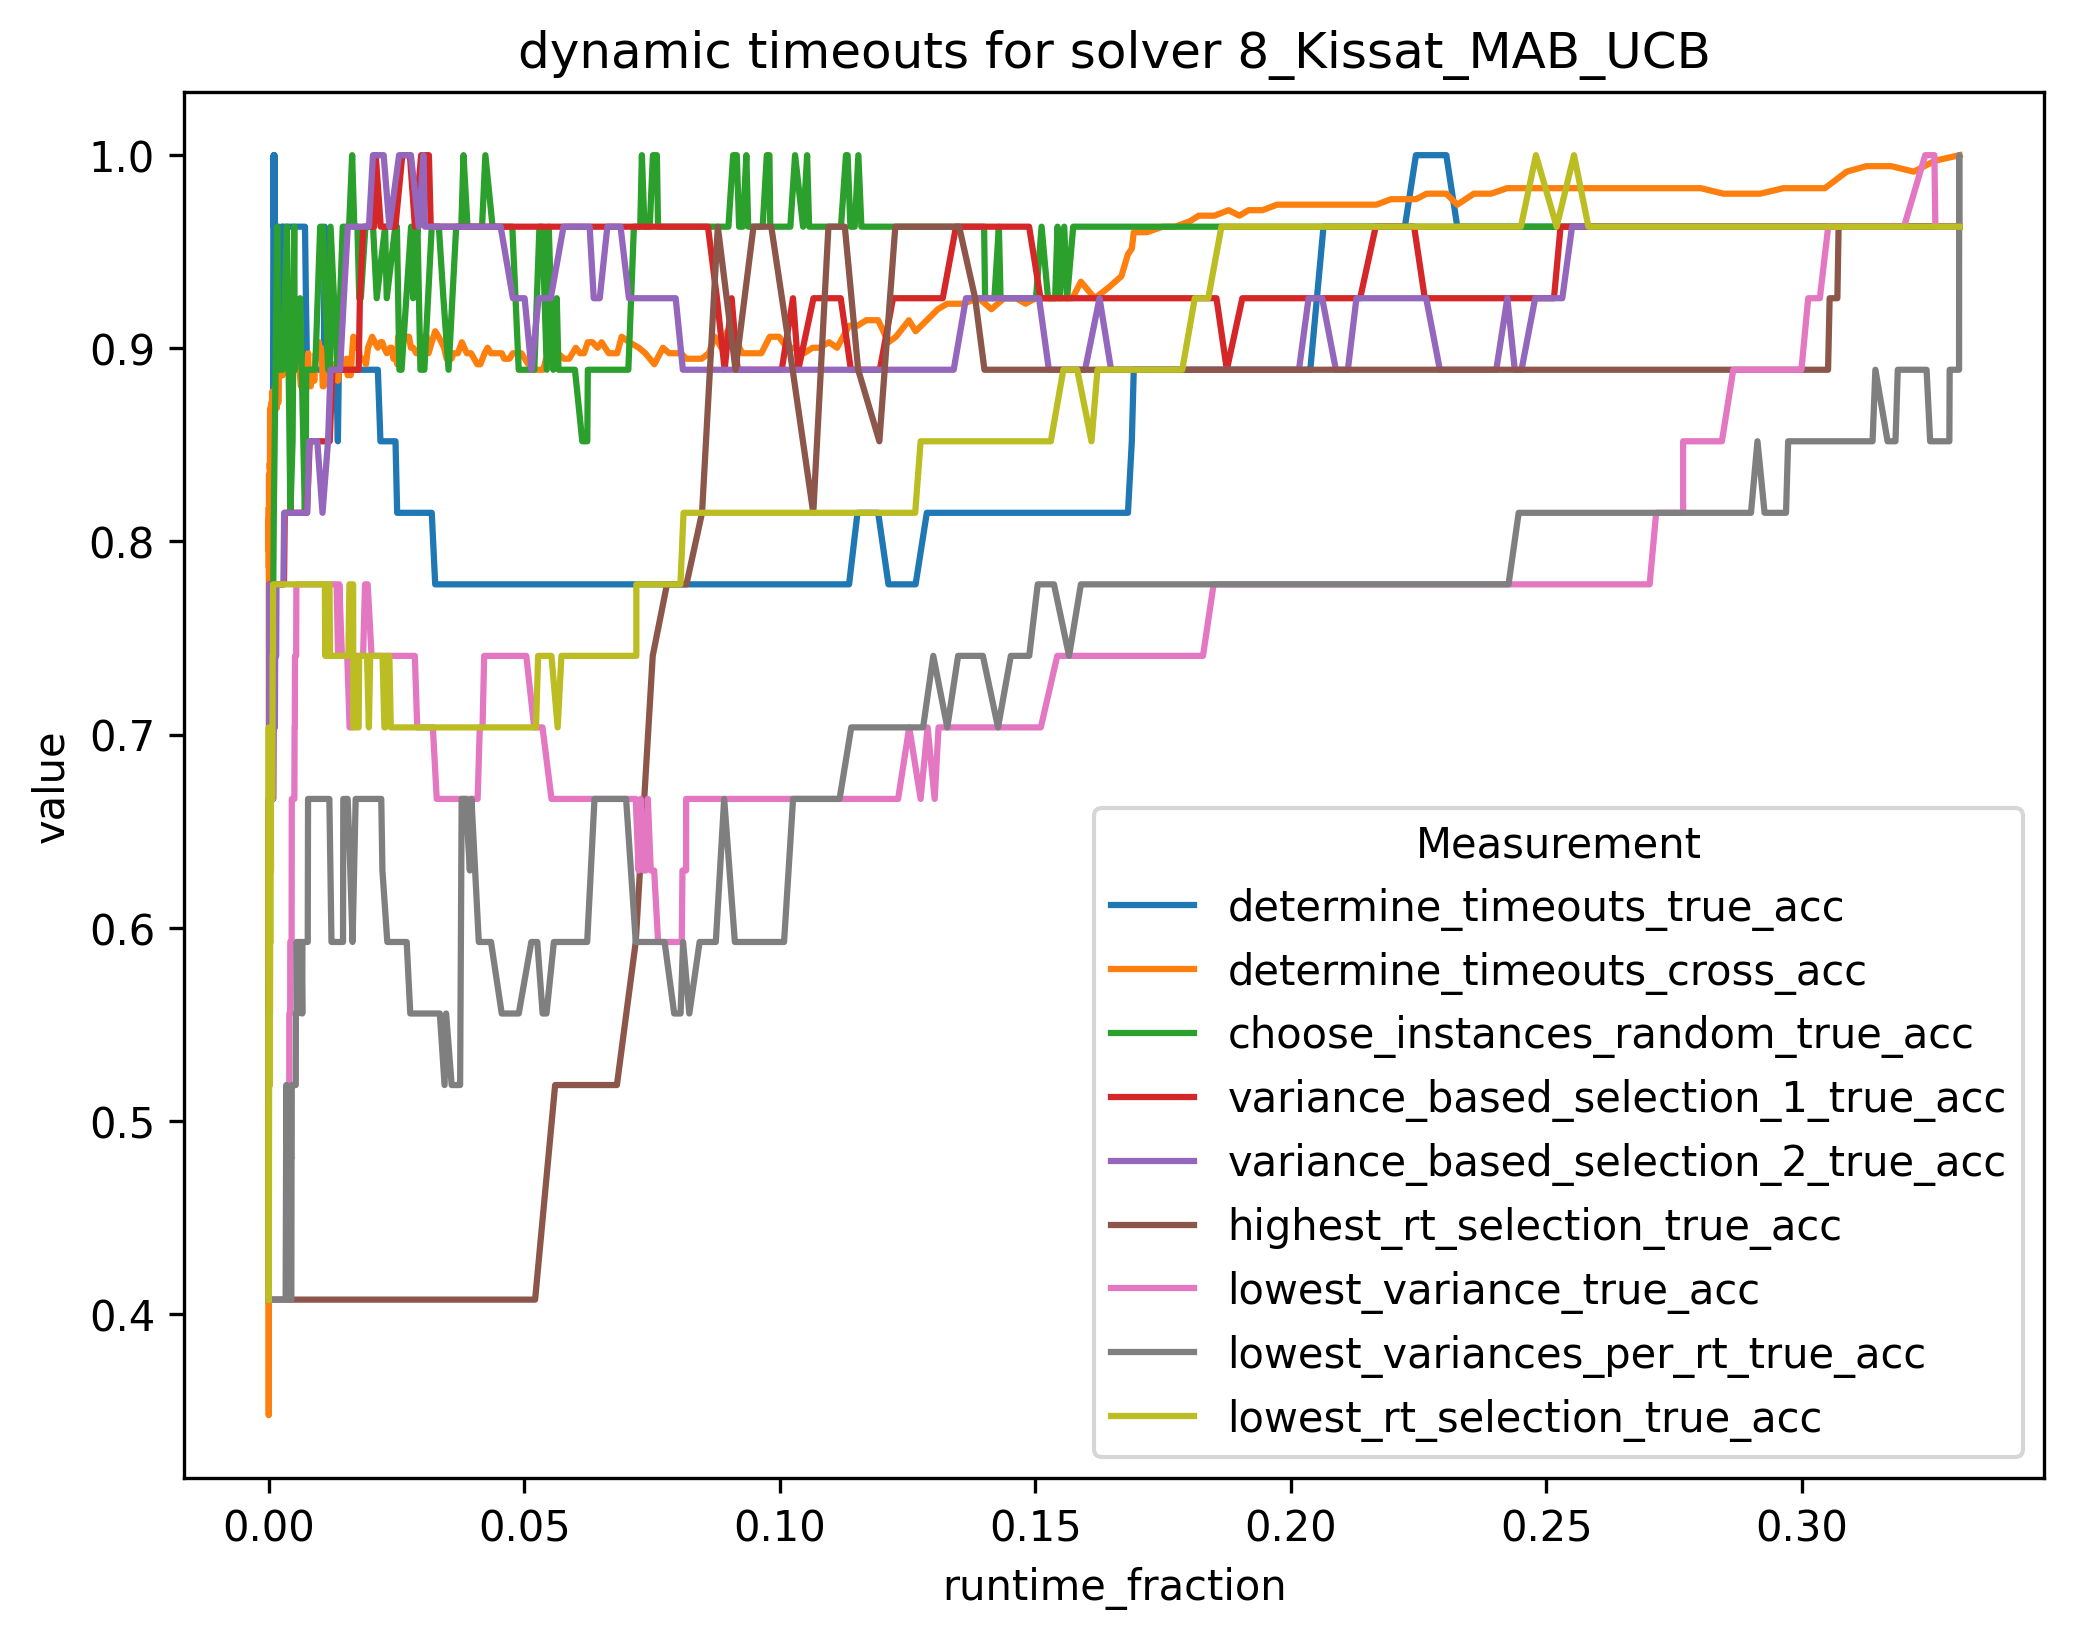 dynamic timeouts for solver 8_Kissat_MAB_UCB
1.0
0.9
0.8
0.7
0.6
0.5
0.4
value
0.00
0.05
0.10
0.15
0.20
0.25
0.30
runtime_fraction
Measurement
determine_timeouts_true_acc
determine_timeouts_cross_acc
choose_instances_random_true_acc
variance_based_selection_1_true_acc
variance_based_selection_2_true_acc
highest_rt_selection_true_acc
lowest_variance_true_acc
lowest_variances_per_rt_true_acc
lowest_rt_selection_true_acc